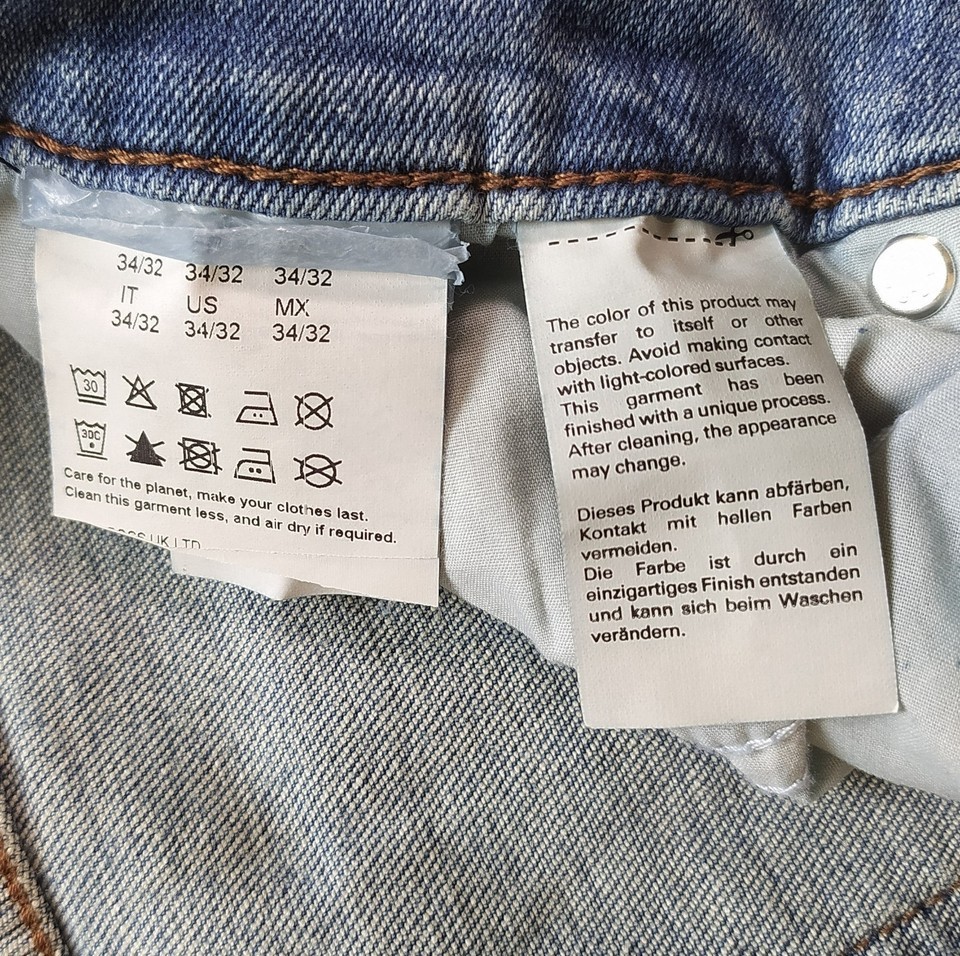 34/32 34/32 34/32
IT US MX
34/32 34/32 34/32
30
30C
Care for the planet, make your clothes last.
Clean this garment less, and air dry if required.
UK LTD
The color of this product may
transfer to itself or other
objects. Avoid making contact
with light-colored surfaces.
This garment has been
finished with a unique process.
After cleaning, the appearance
may change.
Dieses Produkt kann abfärben,
Kontakt mit hellen Farben
vermeiden.
Die Farbe ist durch ein
einzigartiges Finish entstanden
und kann sich beim Waschen
verändern.